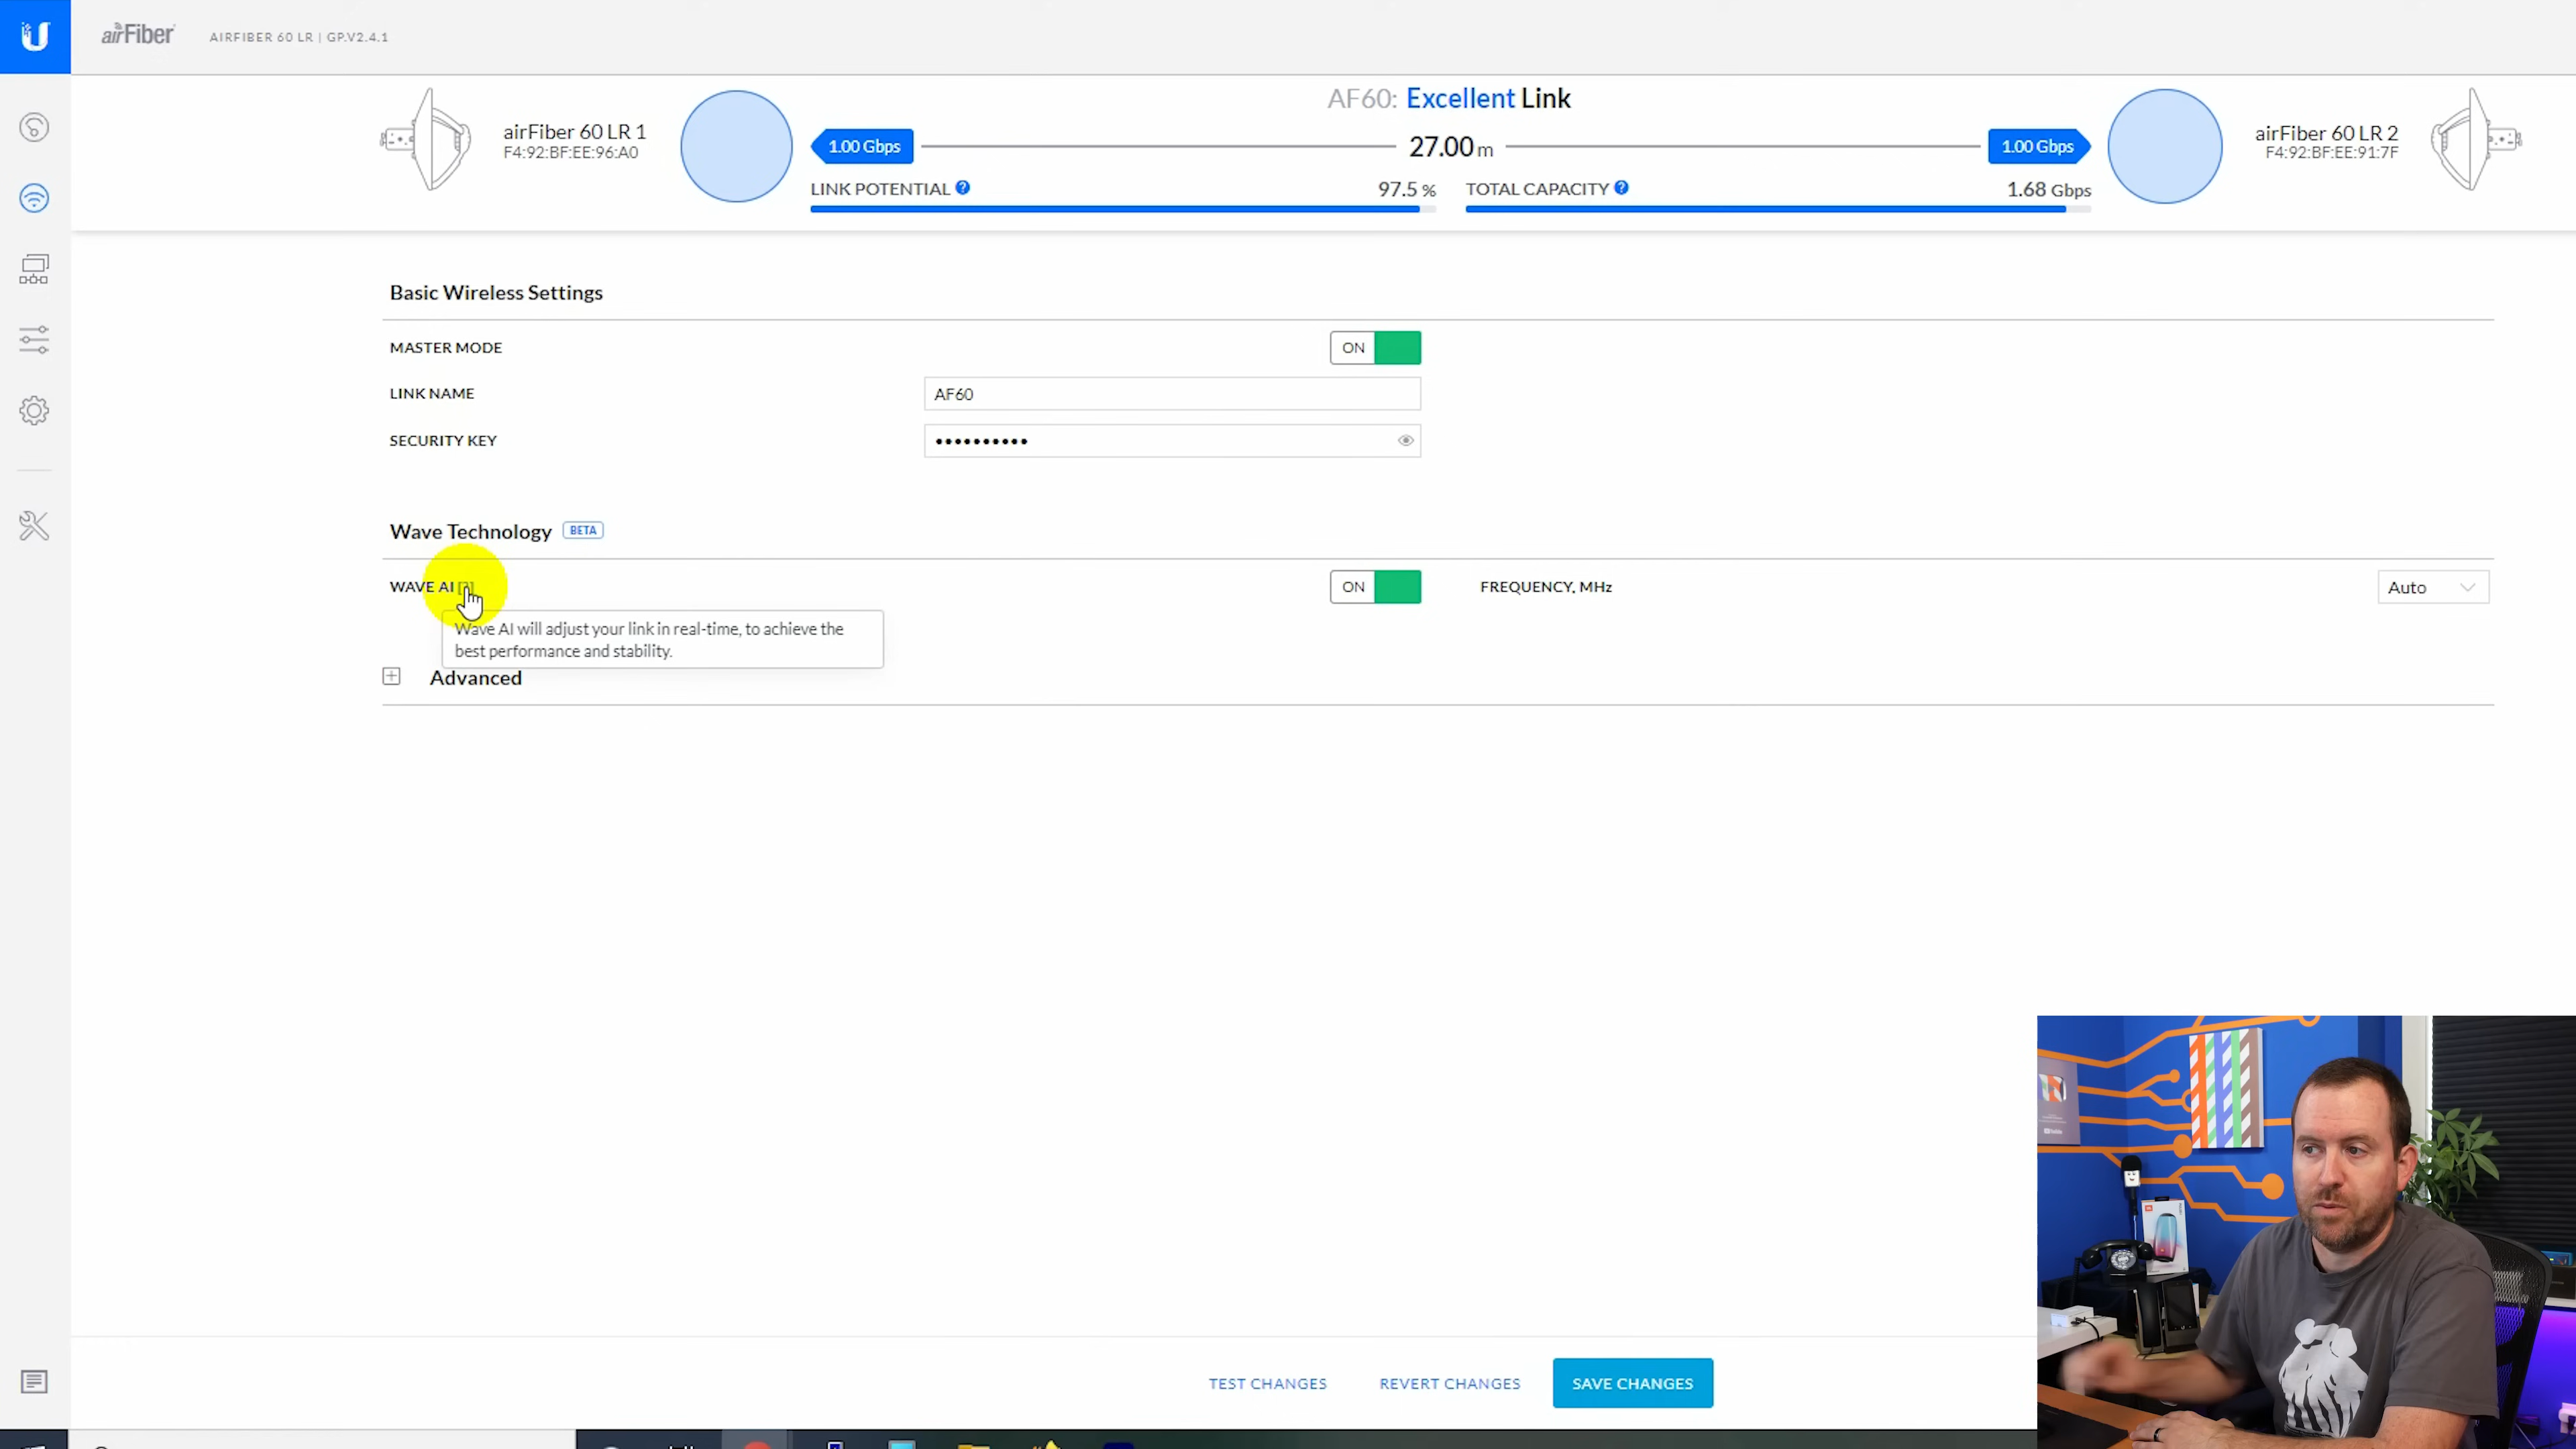 airFiber AIRFIBER 60 LR | GP.V2.4.1
AF60: Excellent Link
airFiber 60 LR 1
F4:92:BF:EE:96:A0
1.00 Gbps
27.00 m
1.00 Gbps
airFiber 60 LR 2
F4:92:BF:EE:91:7F
LINK POTENTIAL ? 97.5 %
TOTAL CAPACITY ? 1.68 Gbps
Basic Wireless Settings
MASTER MODE ON
LINK NAME AF60
SECURITY KEY ••••••••••
Wave Technology BETA
WAVE AI [?] ON FREQUENCY, MHz Auto
Wave AI will adjust your link in real-time, to achieve the
best performance and stability.
Advanced
TEST CHANGES REVERT CHANGES SAVE CHANGES